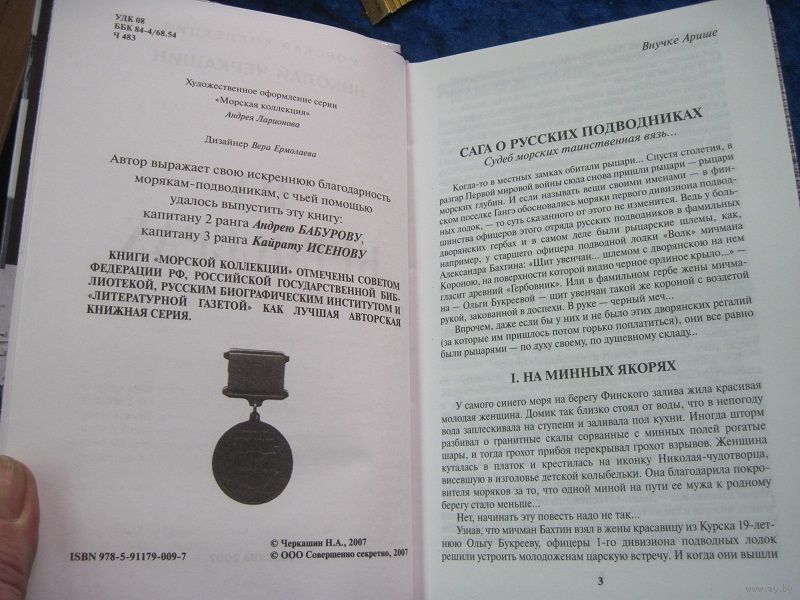 УДК 08
ББК 84-4/68.54
Ч 483
Художественное оформление серии
«Морская коллекция»
Андрея Ларионова
Дизайнер Вера Ермолаева
Автор выражает свою искреннюю благодарность
морякам-подводникам, с чьей помощью
удалось выпустить эту книгу:
капитану 2 ранга Андрею БАБУРОВУ,
капитану 3 ранга Кайрату ИСЕНОВУ
КНИГИ «МОРСКОЙ КОЛЛЕКЦИИ» ОТМЕЧЕНЫ СОВЕТОМ
ФЕДЕРАЦИИ РФ, РОССИЙСКОЙ ГОСУДАРСТВЕННОЙ БИБ-
ЛИОТЕКОЙ, РУССКИМ БИОГРАФИЧЕСКИМ ИНСТИТУТОМ И
«ЛИТЕРАТУРНОЙ ГАЗЕТОЙ» КАК ЛУЧШАЯ АВТОРСКАЯ
КНИЖНАЯ СЕРИЯ.
© Черкашин Н.А., 2007
ISBN 978-5-91179-009-7
© ООО Совершенно секретно, 2007
Внучке Арише
САГА О РУССКИХ ПОДВОДНИКАХ
Судеб морских таинственная вязь...
Когда-то в местных замках обитали рыцари... Спустя столетия, в
разгар Первой мировой войны сюда снова пришли рыцари — рыцари
морских глубин. И если называть вещи своими именами — в фин-
ском поселке Гангэ обосновались моряки первого дивизиона подвод-
ных лодок, — то суть сказанного от этого не изменится. Ведь у боль-
шинства офицеров этого отряда русских подводников в фамильных
дворянских гербах и в самом деле были рыцарские шлемы, как,
например, у старшего офицера подводной лодки «Волк» мичмана
Александра Бахтина: «Щит увенчан... шлемом с дворянскою на нем
Короною, на поверхности которой видно черное орлиное крыло...» —
гласит древний «Гербовник». Или в фамильном гербе жены мичма-
на — Ольги Букреевой — щит увенчан такой же короной с воздетой
рукой, закованной в доспехи. В руке — черный меч...
Впрочем, даже если бы у них и не было этих дворянских регалий
(за которые им пришлось потом горько поплатиться), они все равно
были рыцарями — по духу своему, по душевному складу...
I. НА МИННЫХ ЯКОРЯХ
У самого синего моря на берегу Финского залива жила красивая
молодая женщина. Домик так близко стоял от воды, что в непогоду
вода заплескивала на ступени и заливала пол кухни. Иногда шторм
разбивал о гранитные скалы сорванные с минных полей рогатые
шары, и тогда грохот прибоя перекрывал грохот взрывов. Женщина
куталась в платок и крестилась на иконку Николая-чудотворца,
висевшую в изголовье детской колыбельки. Она благодарила покро-
вителя моряков за то, что одной миной на пути ее мужа к родному
берегу стало меньше...
Нет, начинать эту повесть надо не так...
Узнав, что мичман Бахтин взял в жены красавицу из Курска 19-лет-
нюю Ольгу Букрееву, офицеры 1-го дивизиона подводных лодок
решили устроить молодоженам царскую встречу. И когда они вышли
3
www.ay.by